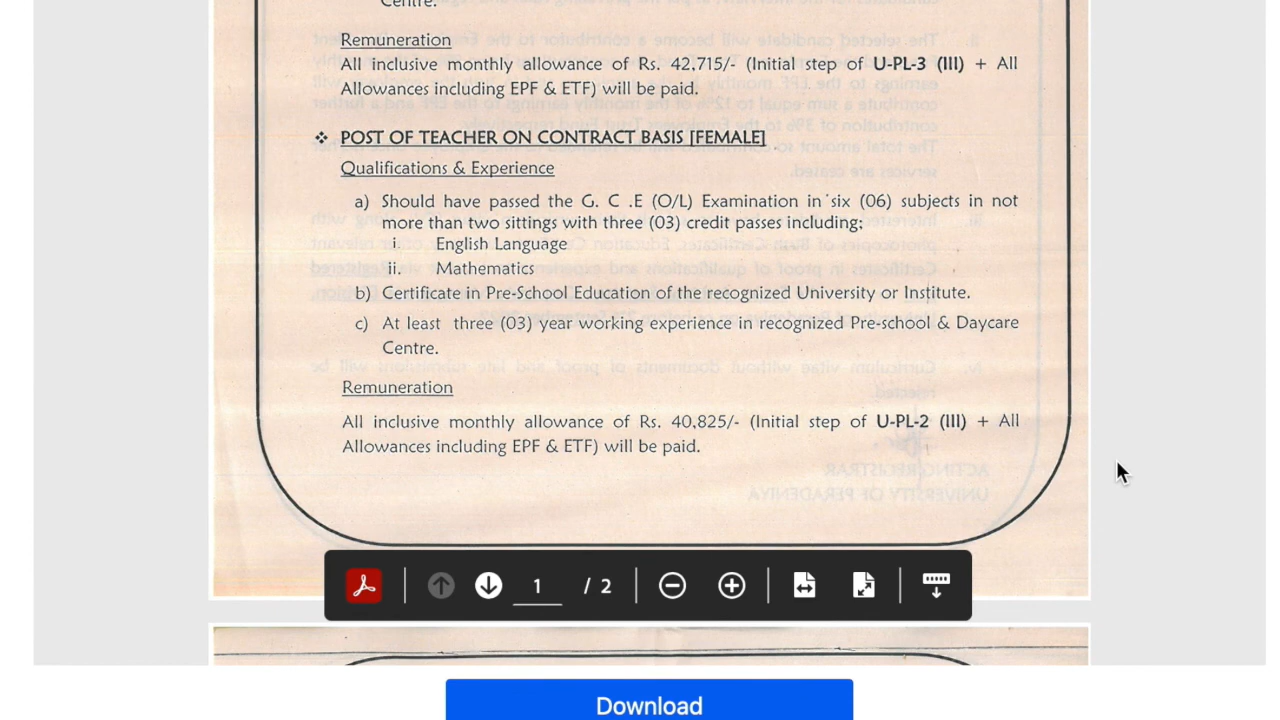 Centre.
Remuneration
All inclusive monthly allowance of Rs. 42,715/- (Initial step of U-PL-3 (III) + All
Allowances including EPF & ETF) will be paid.
❖ POST OF TEACHER ON CONTRACT BASIS [FEMALE]
Qualifications & Experience
a) Should have passed the G. C .E (O/L) Examination in six (06) subjects in not
more than two sittings with three (03) credit passes including;
i. English Language
ii. Mathematics
b) Certificate in Pre-School Education of the recognized University or Institute.
c) At least three (03) year working experience in recognized Pre-school & Daycare
Centre.
Remuneration
All inclusive monthly allowance of Rs. 40,825/- (Initial step of U-PL-2 (III) + All
Allowances including EPF & ETF) will be paid.
ACTING REGISTRAR
UNIVERSITY OF PERADENIYA
1 / 2
Download